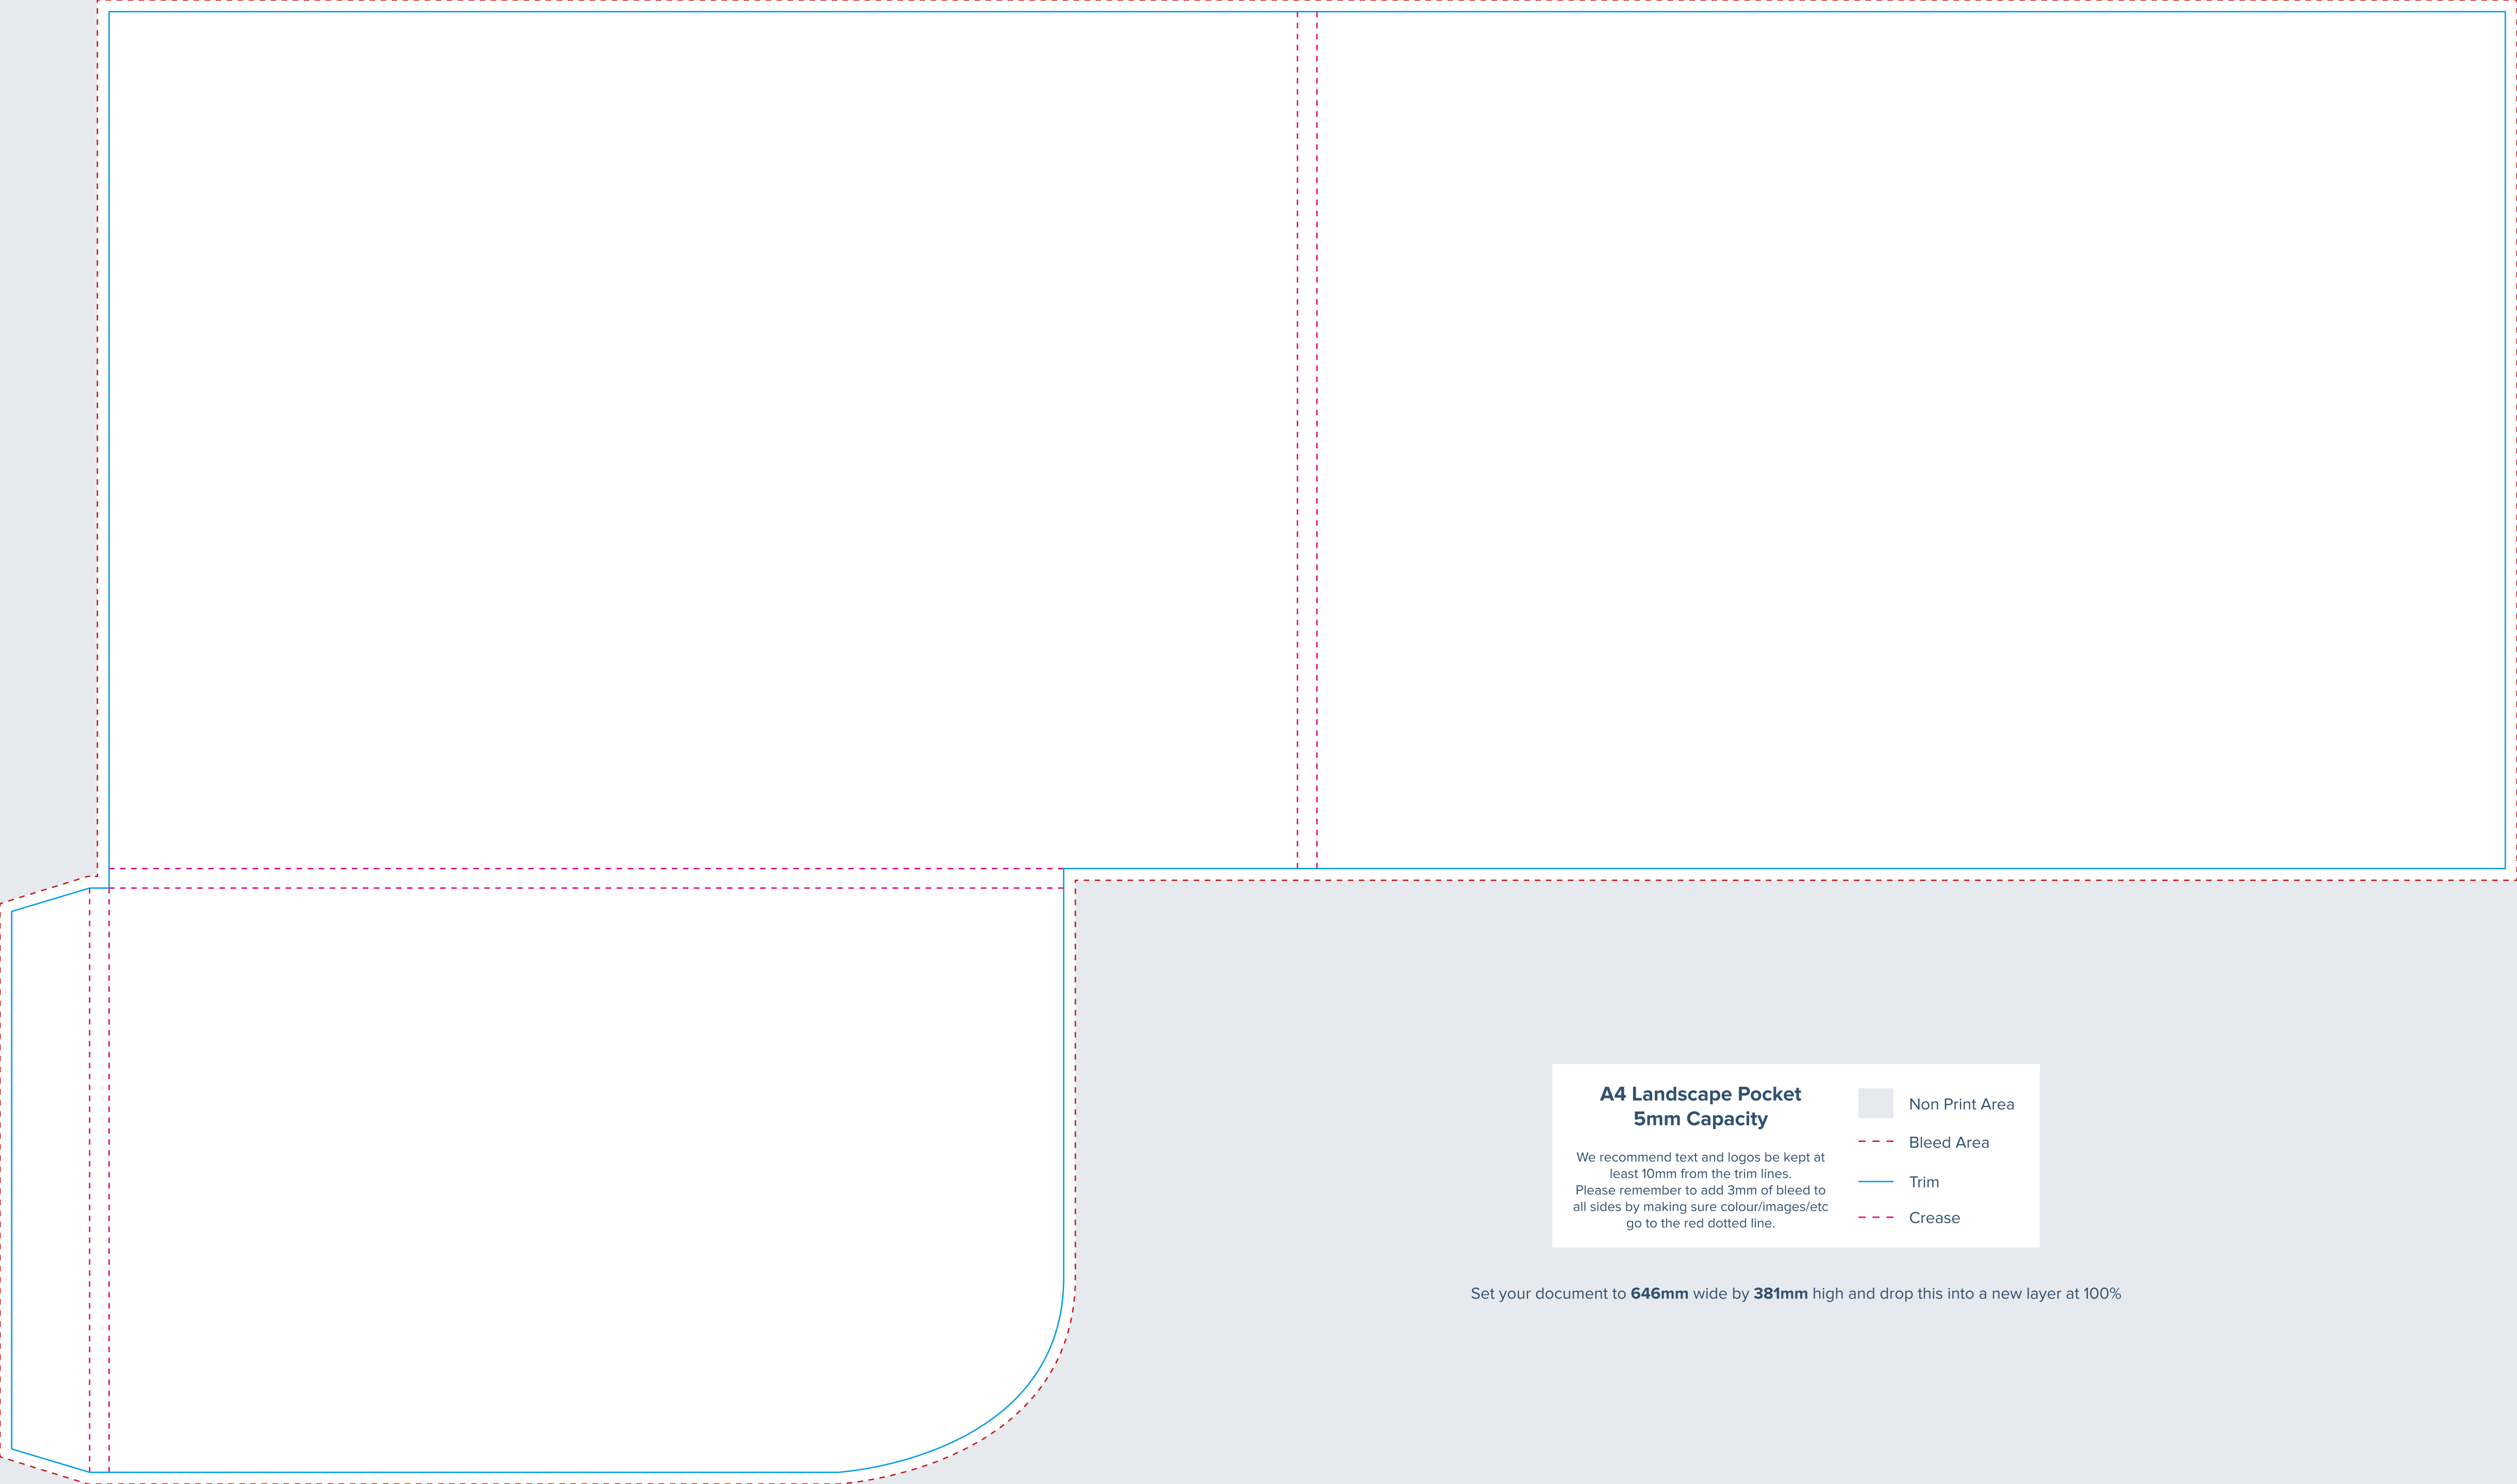 A4 Landscape Pocket
5mm Capacity
We recommend text and logos be kept at
least 10mm from the trim lines.
Please remember to add 3mm of bleed to
all sides by making sure colour/images/etc
go to the red dotted line.
Non Print Area
Bleed Area
Trim
Crease
Set your document to 646mm wide by 381mm high and drop this into a new layer at 100%